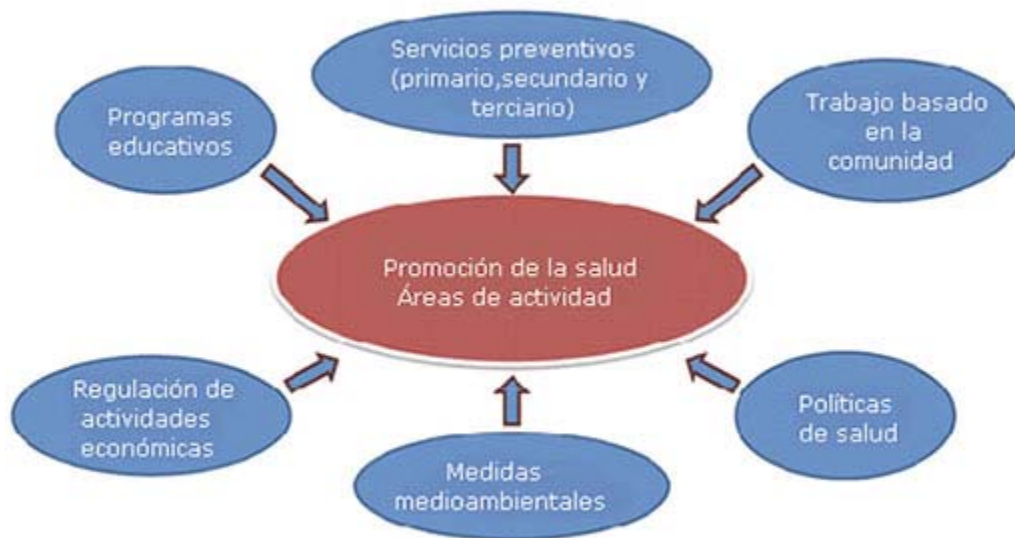 Servicios preventivos
(primario,secundario y
terciario)
Programas
educativos
Trabajo basado
en la
comunidad
Promoción de la salud
Áreas de actividad
Regulación de
actividades
económicas
Medidas
medioambientales
Políticas
de salud